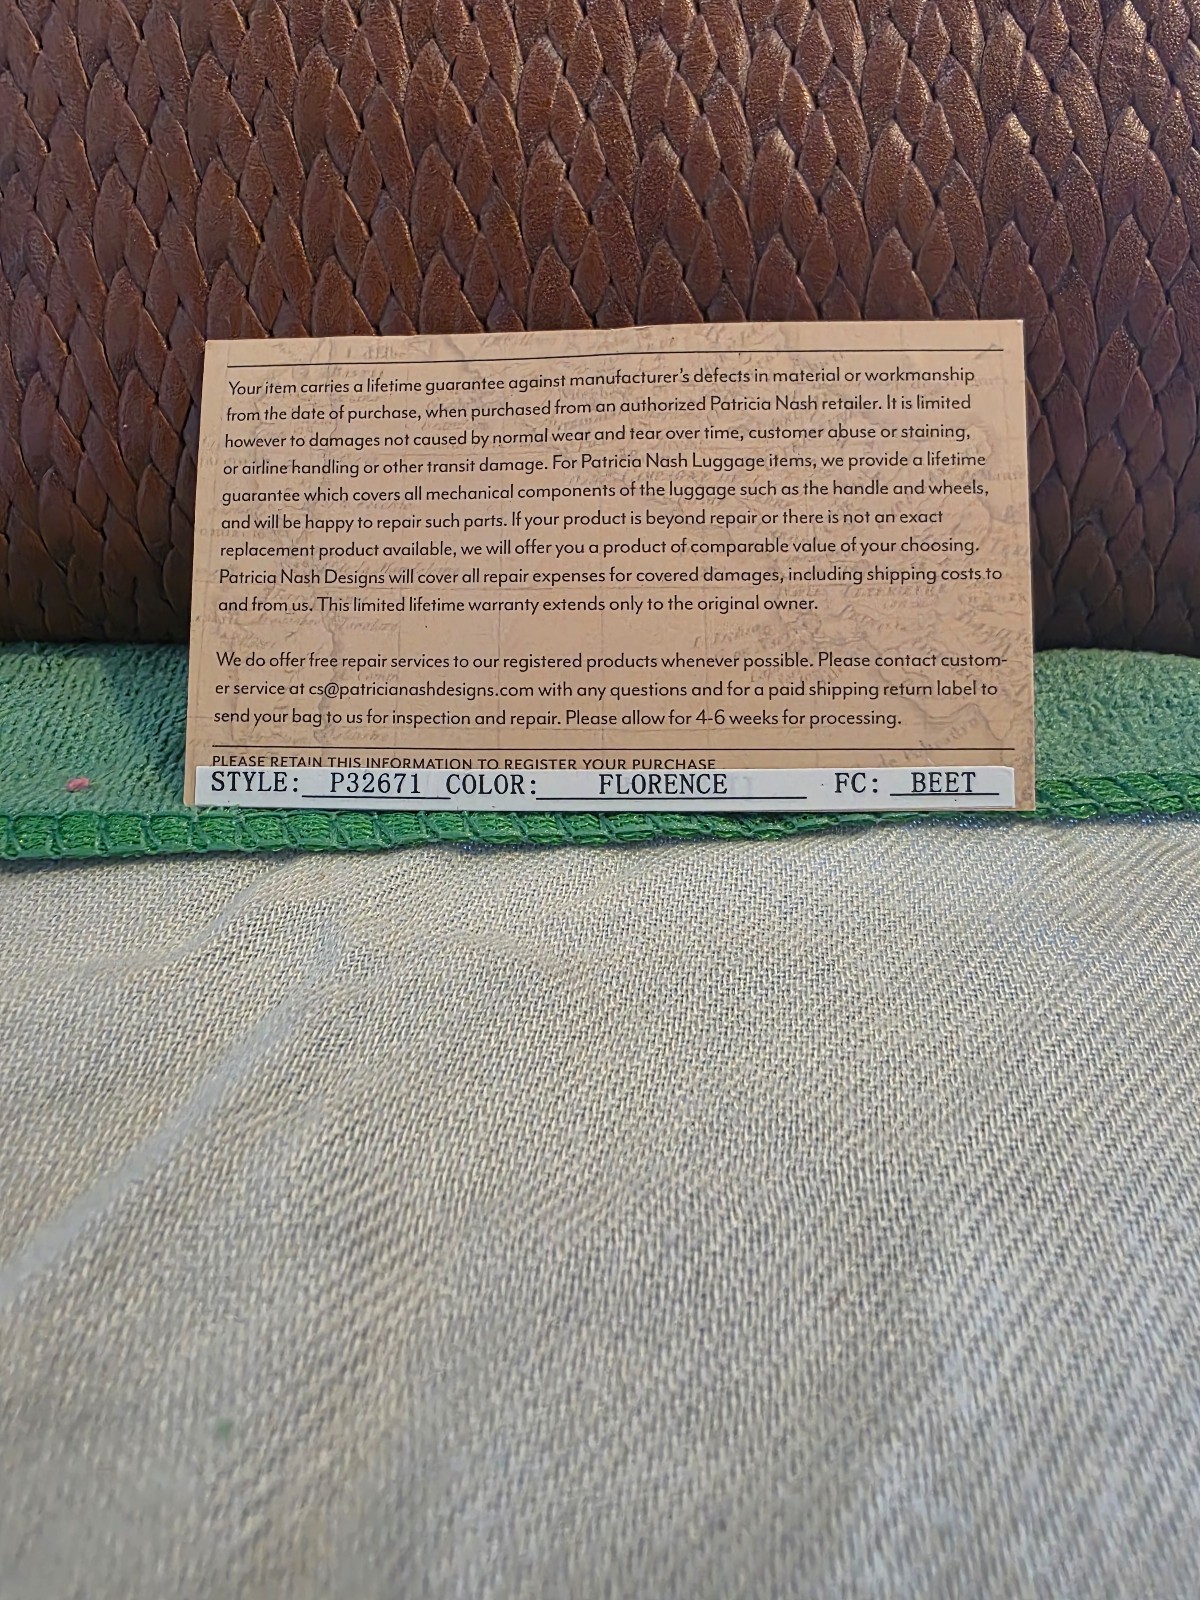 Your item carries a lifetime guarantee against manufacturer's defects in material or workmanship
from the date of purchase, when purchased from an authorized Patricia Nash retailer. It is limited
however to damages not caused by normal wear and tear over time, customer abuse or staining,
or airline handling or other transit damage. For Patricia Nash Luggage items, we provide a lifetime
guarantee which covers all mechanical components of the luggage such as the handle and wheels,
and will be happy to repair such parts. If your product is beyond repair or there is not an exact
replacement product available, we will offer you a product of comparable value of your choosing.
Patricia Nash Designs will cover all repair expenses for covered damages, including shipping costs to
and from us. This limited lifetime warranty extends only to the original owner.
We do offer free repair services to our registered products whenever possible. Please contact custom-
er service at cs@patricianashdesigns.com with any questions and for a paid shipping return label to
send your bag to us for inspection and repair. Please allow for 4-6 weeks for processing.
PLEASE RETAIN THIS INFORMATION TO REGISTER YOUR PURCHASE
STYLE: P32671 COLOR: FLORENCE FC: BEET